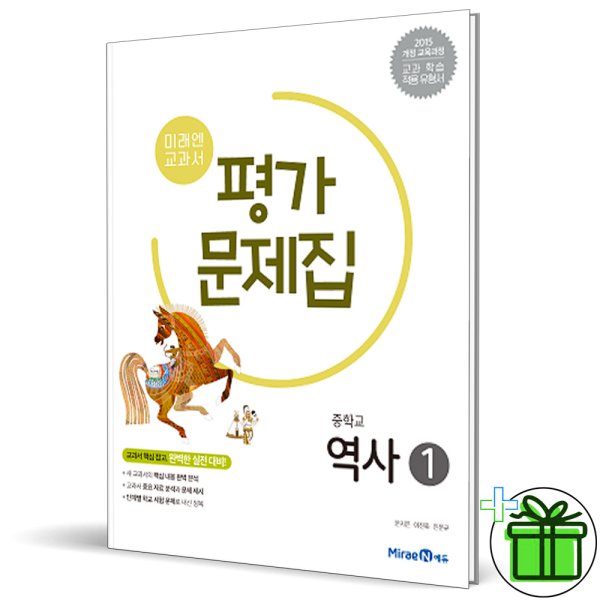 2015
개정 교육과정
교과 학습
적용 유형서
미래엔
교과서
평가
문제집
교과서 핵심 잡고, 완벽한 실전 대비!
• 새 교과서의 핵심 내용 완벽 분석
• 교과서 중요 자료 분석과 문제 제시
• 단계별 학교 시험 문제로 내신 정복
중학교
역사 1
Mirae N 에듀